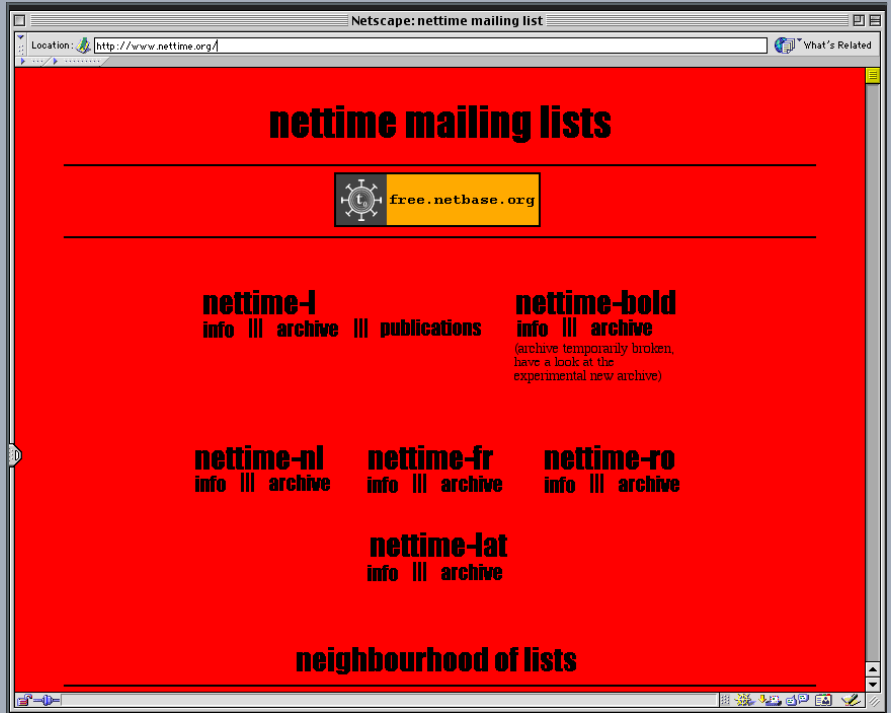 Netscape: nettime mailing list
Location: http://www.nettime.org/ What's Related
nettime mailing lists
free.netbase.org
nettime-l nettime-bold
info ||| archive ||| publications info ||| archive
(archive temporarily broken,
have a look at the
experimental new archive)
nettime-nl nettime-fr nettime-ro
info ||| archive info ||| archive info ||| archive
nettime-lat
info ||| archive
neighbourhood of lists